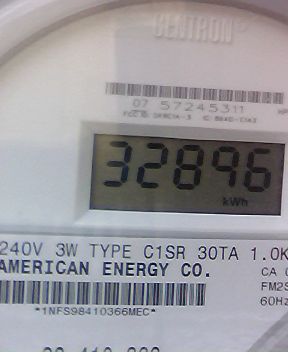 CENTRON
07 57245311
32896
kWh
240V 3W TYPE C1SR 30TA 1.0K
AMERICAN ENERGY CO.
CA
FM2S
60Hz
*1NFS98410366MEC*